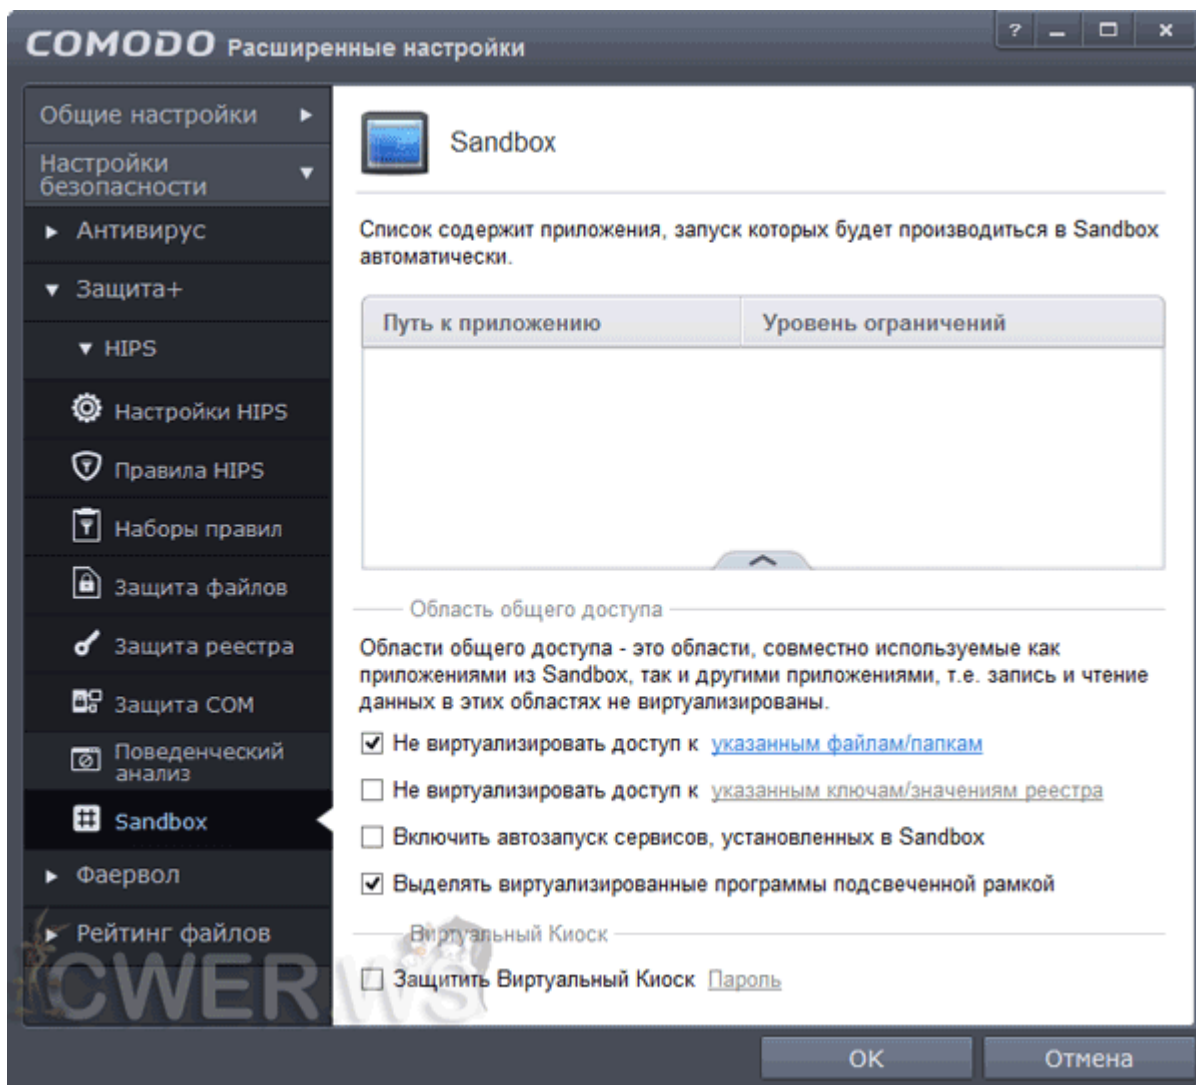 COMODO Расширенные настройки
?
Общие настройки
Настройки
безопасности
Антивирус
Защита+
HIPS
Настройки HIPS
Правила HIPS
Наборы правил
Защита файлов
Защита реестра
Защита COM
Поведенческий
анализ
Sandbox
Фаервол
Рейтинг файлов
Sandbox
Список содержит приложения, запуск которых будет производиться в Sandbox
автоматически.
Путь к приложению Уровень ограничений
Область общего доступа
Области общего доступа - это области, совместно используемые как
приложениями из Sandbox, так и другими приложениями, т.е. запись и чтение
данных в этих областях не виртуализированы.
Не виртуализировать доступ к указанным файлам/папкам
Не виртуализировать доступ к указанным ключам/значениям реестра
Включить автозапуск сервисов, установленных в Sandbox
Выделять виртуализированные программы подсвеченной рамкой
Виртуальный Киоск
Защитить Виртуальный Киоск Пароль
CWER.WS
OK Отмена